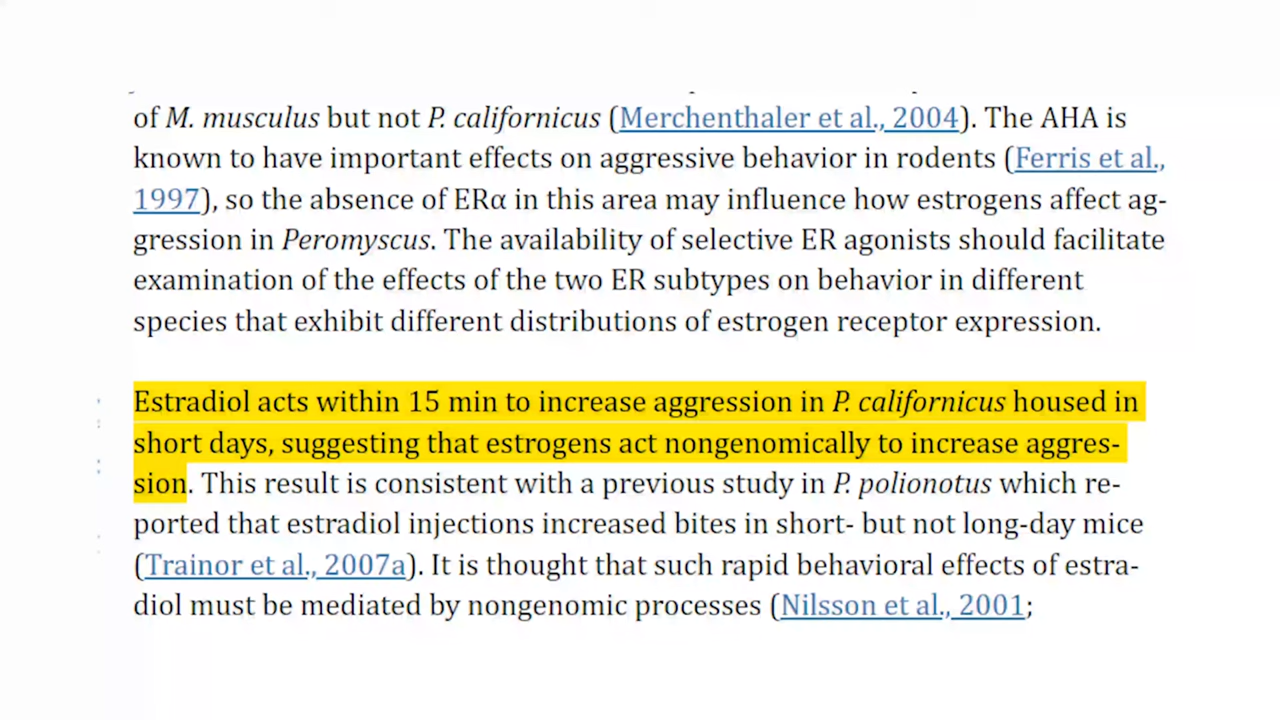 of M. musculus but not P. californicus (Merchenthaler et al., 2004). The AHA is
known to have important effects on aggressive behavior in rodents (Ferris et al.,
1997), so the absence of ERα in this area may influence how estrogens affect ag-
gression in Peromyscus. The availability of selective ER agonists should facilitate
examination of the effects of the two ER subtypes on behavior in different
species that exhibit different distributions of estrogen receptor expression.
Estradiol acts within 15 min to increase aggression in P. californicus housed in
short days, suggesting that estrogens act nongenomically to increase aggres-
sion. This result is consistent with a previous study in P. polionotus which re-
ported that estradiol injections increased bites in short- but not long-day mice
(Trainor et al., 2007a). It is thought that such rapid behavioral effects of estra-
diol must be mediated by nongenomic processes (Nilsson et al., 2001;